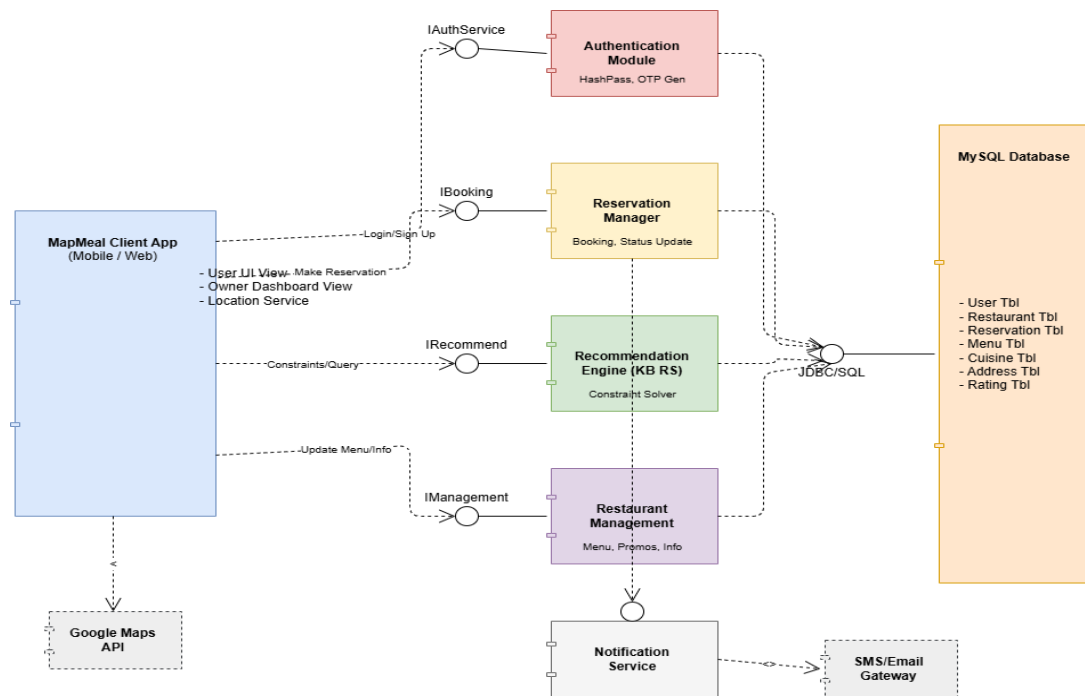 IAuthService
Authentication
Module
HashPass, OTP Gen
MySQL Database
IBooking
Reservation
Manager
Booking, Status Update
Login/Sign Up
MapMeal Client App
(Mobile / Web)
- User UI View
Make Reservation
- Owner Dashboard View
- Location Service
- User Tbl
- Restaurant Tbl
- Reservation Tbl
- Menu Tbl
- Cuisine Tbl
- Address Tbl
- Rating Tbl
IRecommend
Constraints/Query
Recommendation
Engine (KB RS)
Constraint Solver
JDBC/SQL
Update Menu/Info
IManagement
Restaurant
Management
Menu, Promos, Info
Google Maps
API
Notification
Service
SMS/Email
Gateway